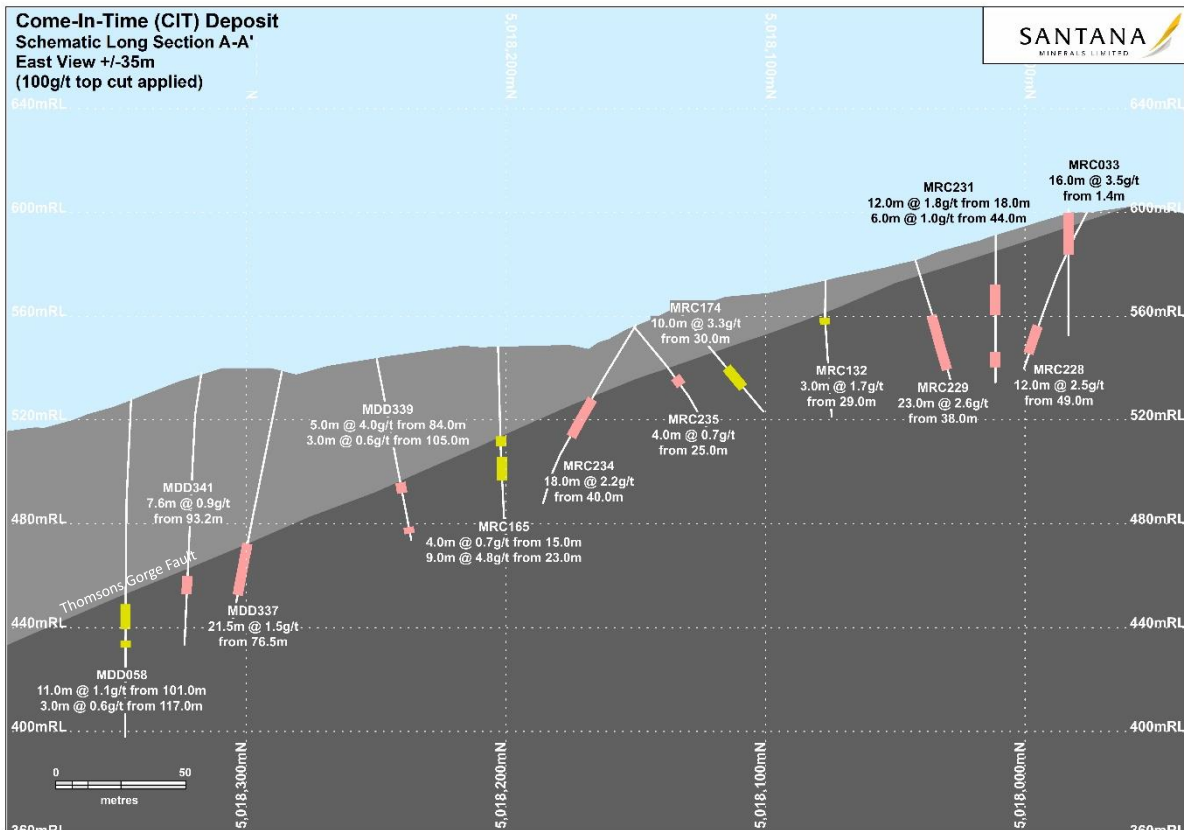 Come-In-Time (CIT) Deposit
Schematic Long Section A-A'
East View +/-35m
(100g/t top cut applied)
SANTANA
MINERALS LIMITED
N
5,018,200mN
5,018,100mN
5,018,000mN
640mRL
640mRL
600mRL
600mRL
560mRL
560mRL
520mRL
520mRL
480mRL
480mRL
440mRL
440mRL
400mRL
400mRL
360mRL
360mRL
MRC033
16.0m @ 3.5g/t
from 1.4m
MRC231
12.0m @ 1.8g/t from 18.0m
6.0m @ 1.0g/t from 44.0m
MRC174
10.0m @ 3.3g/t
from 30.0m
MRC132
3.0m @ 1.7g/t
from 29.0m
MRC229
23.0m @ 2.6g/t
from 38.0m
MRC228
12.0m @ 2.5g/t
from 49.0m
MDD339
5.0m @ 4.0g/t from 84.0m
3.0m @ 0.6g/t from 105.0m
MRC235
4.0m @ 0.7g/t
from 25.0m
MRC234
18.0m @ 2.2g/t
from 40.0m
MDD341
7.6m @ 0.9g/t
from 93.2m
MRC165
4.0m @ 0.7g/t from 15.0m
9.0m @ 4.8g/t from 23.0m
Thomsons Gorge Fault
MDD337
21.5m @ 1.5g/t
from 76.5m
MDD058
11.0m @ 1.1g/t from 101.0m
3.0m @ 0.6g/t from 117.0m
0 50
metres
5,018,300mN
5,018,200mN
5,018,100mN
5,018,000mN